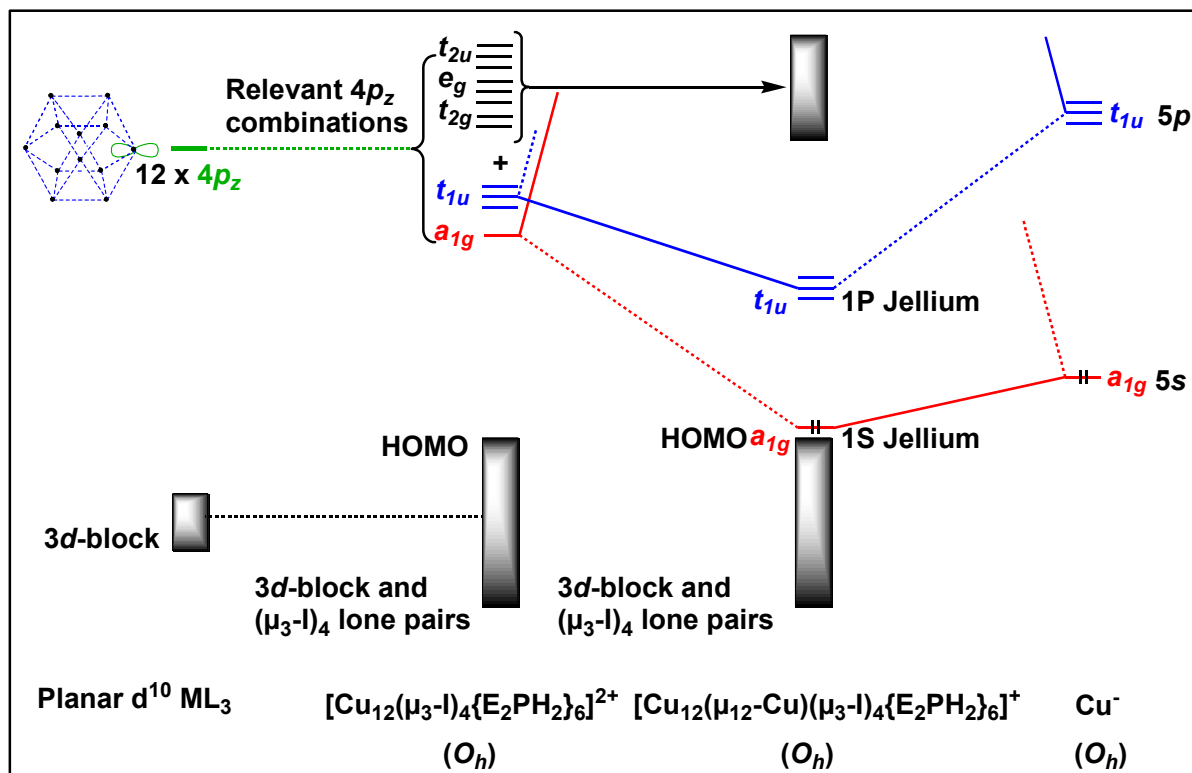 t2u
eg
t2g
Relevant 4pz
combinations
12 x 4pz
+
t1u
a1g
t1u 5p
t1u 1P Jellium
a1g 5s
HOMO
HOMO a1g 1S Jellium
3d-block
3d-block and
(μ3-I)4 lone pairs
3d-block and
(μ3-I)4 lone pairs
Planar d10 ML3
[Cu12(μ3-I)4{E2PH2}6]2+
[Cu12(μ12-Cu)(μ3-I)4{E2PH2}6]+
Cu-
(Oh)
(Oh)
(Oh)